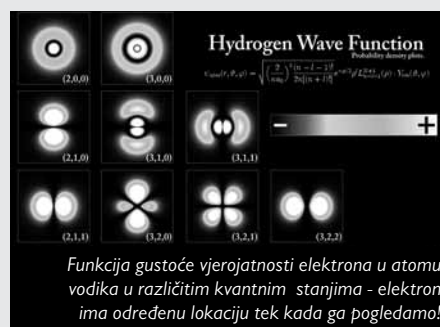 Hydrogen Wave Function
Probability density plots.
(2,0,0) (3,0,0)
(2,1,0) (3,1,0) (3,1,1)
− +
(2,1,1) (3,2,0) (3,2,1) (3,2,2)
Funkcija gustoće vjerojatnosti elektrona u atomu
vodika u različitim kvantnim stanjima - elektron
ima određenu lokaciju tek kada ga pogledamo!